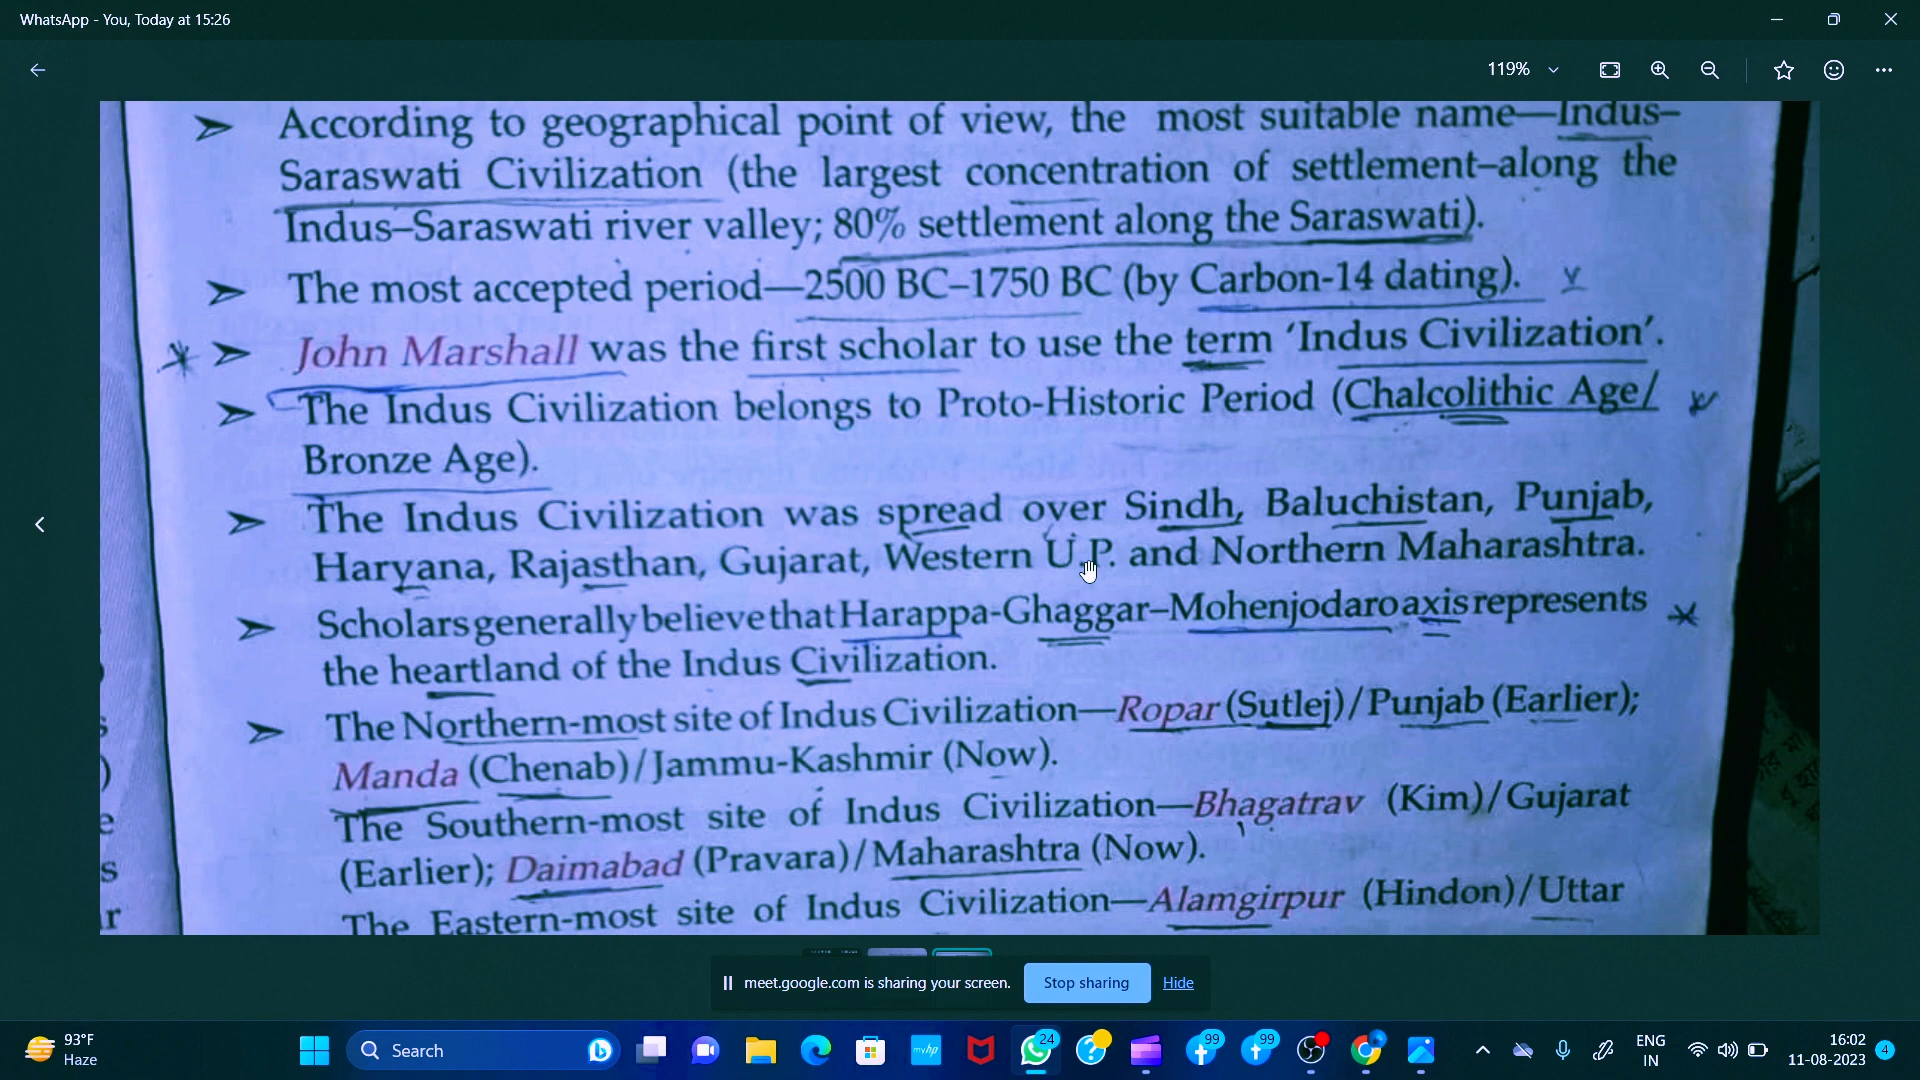 WhatsApp - You, Today at 15:26
119%
➢ According to geographical point of view, the most suitable name—Indus–
Saraswati Civilization (the largest concentration of settlement–along the
Indus–Saraswati river valley; 80% settlement along the Saraswati).
➢ The most accepted period—2500 BC–1750 BC (by Carbon-14 dating).
➢ John Marshall was the first scholar to use the term ‘Indus Civilization’.
➢ The Indus Civilization belongs to Proto-Historic Period (Chalcolithic Age/
Bronze Age).
➢ The Indus Civilization was spread over Sindh, Baluchistan, Punjab,
Haryana, Rajasthan, Gujarat, Western U.P. and Northern Maharashtra.
➢ Scholars generally believe that Harappa-Ghaggar–Mohenjodaro axis represents
the heartland of the Indus Civilization.
➢ The Northern-most site of Indus Civilization—Ropar (Sutlej)/Punjab (Earlier);
Manda (Chenab)/Jammu-Kashmir (Now).
The Southern-most site of Indus Civilization—Bhagatrav (Kim)/Gujarat
(Earlier); Daimabad (Pravara)/Maharashtra (Now).
The Eastern-most site of Indus Civilization—Alamgirpur (Hindon)/Uttar
meet.google.com is sharing your screen. Stop sharing Hide
93°F
Haze
Search
myhp
24
99
99
ENG
IN
16:02
11-08-2023
4